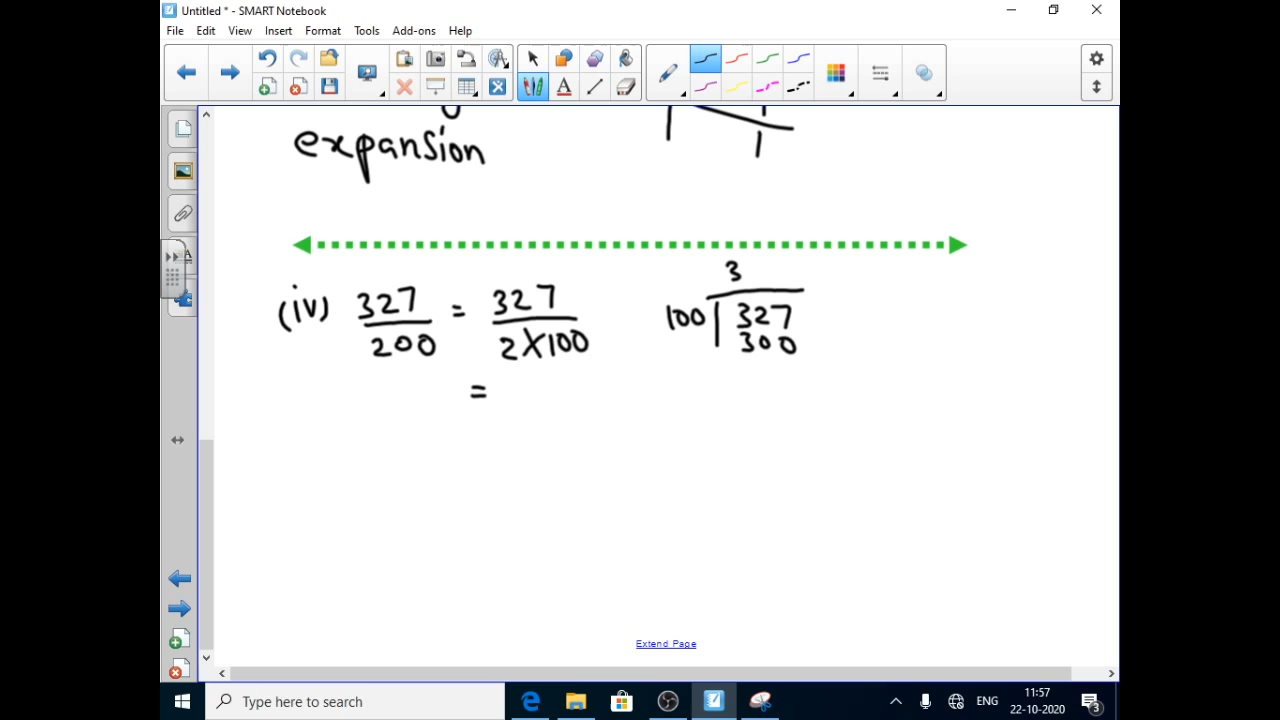 Untitled * - SMART Notebook
File Edit View Insert Format Tools Add-ons Help
expansion
(iv) 327/200 = 327/2×100
=
3
100 327
300
Extend Page
Type here to search
ENG
11:57
22-10-2020
3